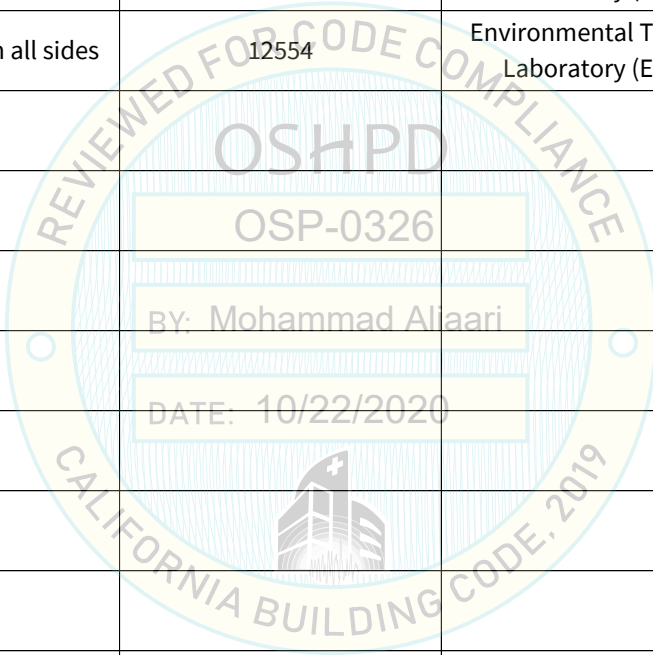 n all sides
12554
Environmental T
Laboratory (E
REVIEWED FOR CODE COMPLIANCE
OSHPD
OSP-0326
BY: Mohammad Aliaari
DATE: 10/22/2020
CALIFORNIA BUILDING CODE, 2019